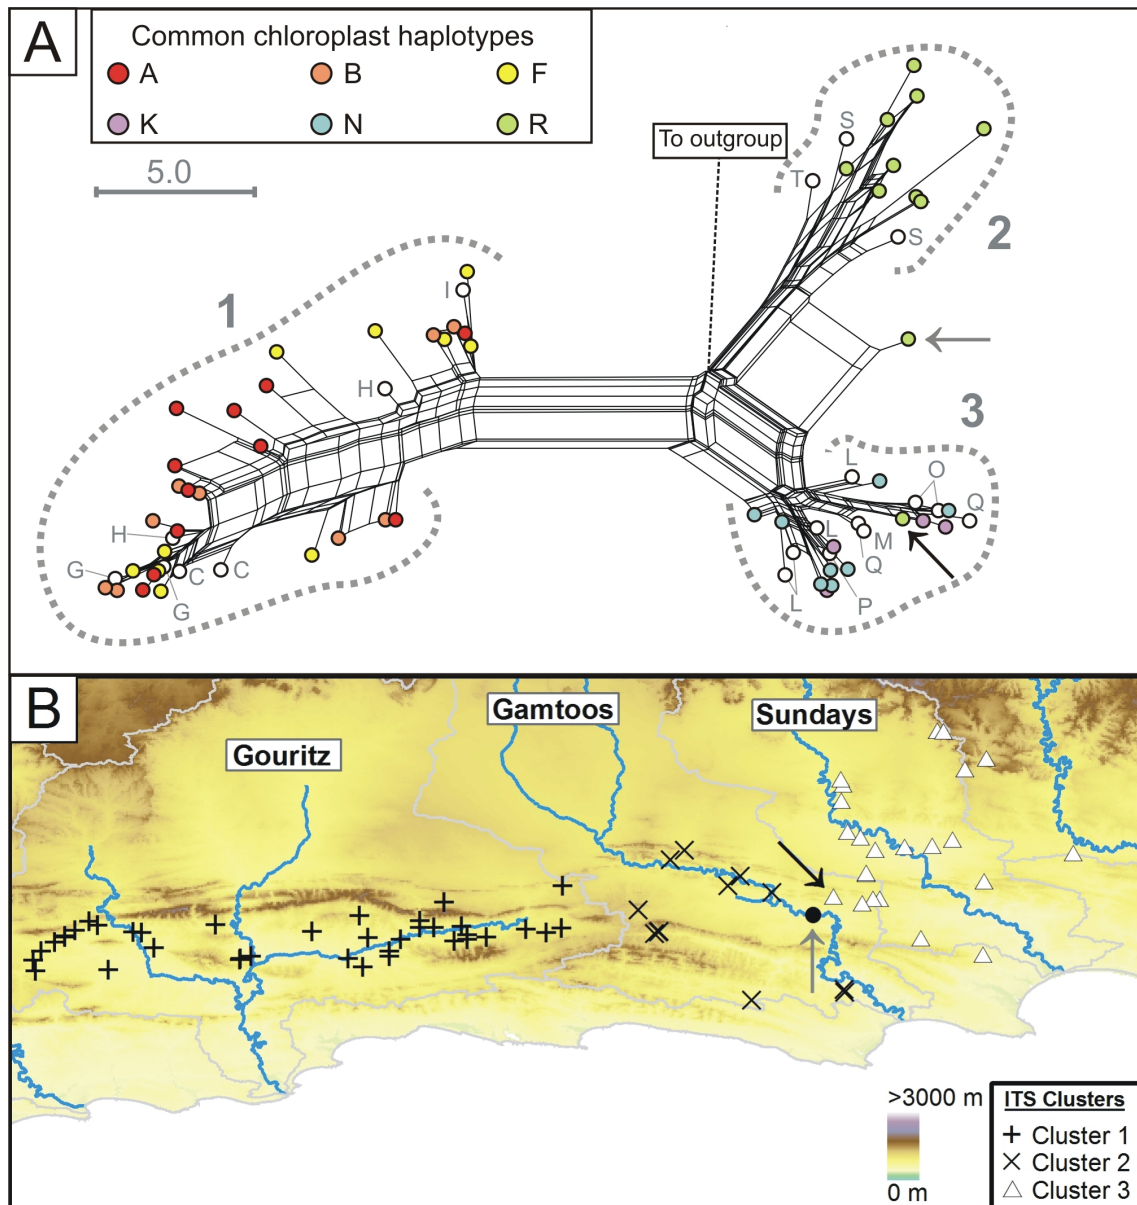 A
Common chloroplast haplotypes
A B F
K N R
5.0
To outgroup
S
T
S
2
I
1
H
3
L
O
Q
H
L
M
Q
G
C
C
G
L
P
B
Gamtoos
Sundays
Gouritz
>3000 m
0 m
ITS Clusters
Cluster 1
Cluster 2
Cluster 3